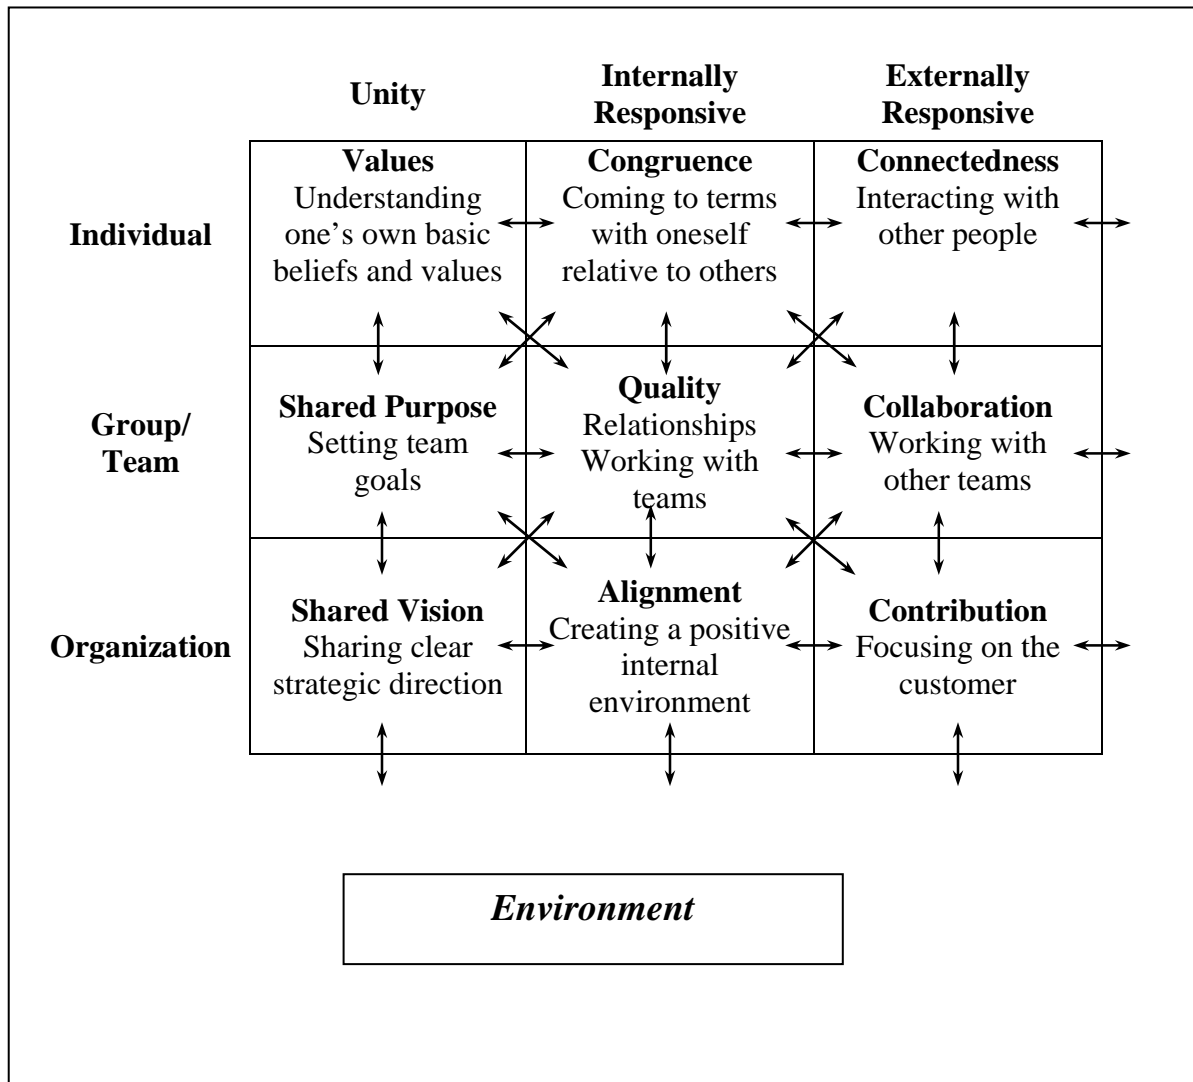 Unity
Internally
Responsive
Externally
Responsive
Individual
Values
Understanding
one’s own basic
beliefs and values
Congruence
Coming to terms
with oneself
relative to others
Connectedness
Interacting with
other people
Group/
Team
Shared Purpose
Setting team
goals
Quality
Relationships
Working with
teams
Collaboration
Working with
other teams
Organization
Shared Vision
Sharing clear
strategic direction
Alignment
Creating a positive
internal
environment
Contribution
Focusing on the
customer
Environment